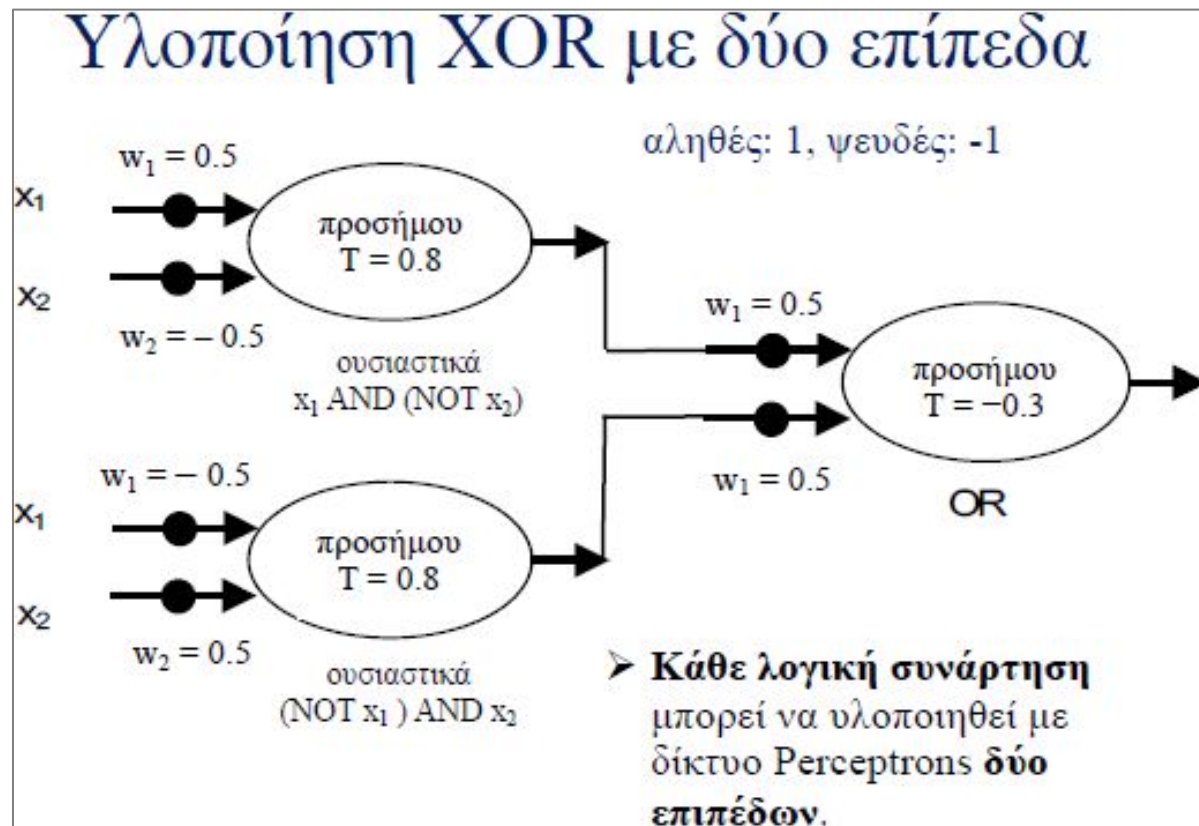 Υλοποίηση XOR με δύο επίπεδα
αληθές: 1, ψευδές: -1
w₁ = 0.5
x₁
x₂
προσήμου
T = 0.8
w₂ = – 0.5
ουσιαστικά
x₁ AND (NOT x₂)
w₁ = 0.5
προσήμου
T = −0.3
w₁ = 0.5
OR
w₁ = – 0.5
x₁
x₂
προσήμου
T = 0.8
w₂ = 0.5
ουσιαστικά
(NOT x₁ ) AND x₂
➢ Κάθε λογική συνάρτηση
μπορεί να υλοποιηθεί με
δίκτυο Perceptrons δύο
επιπέδων.